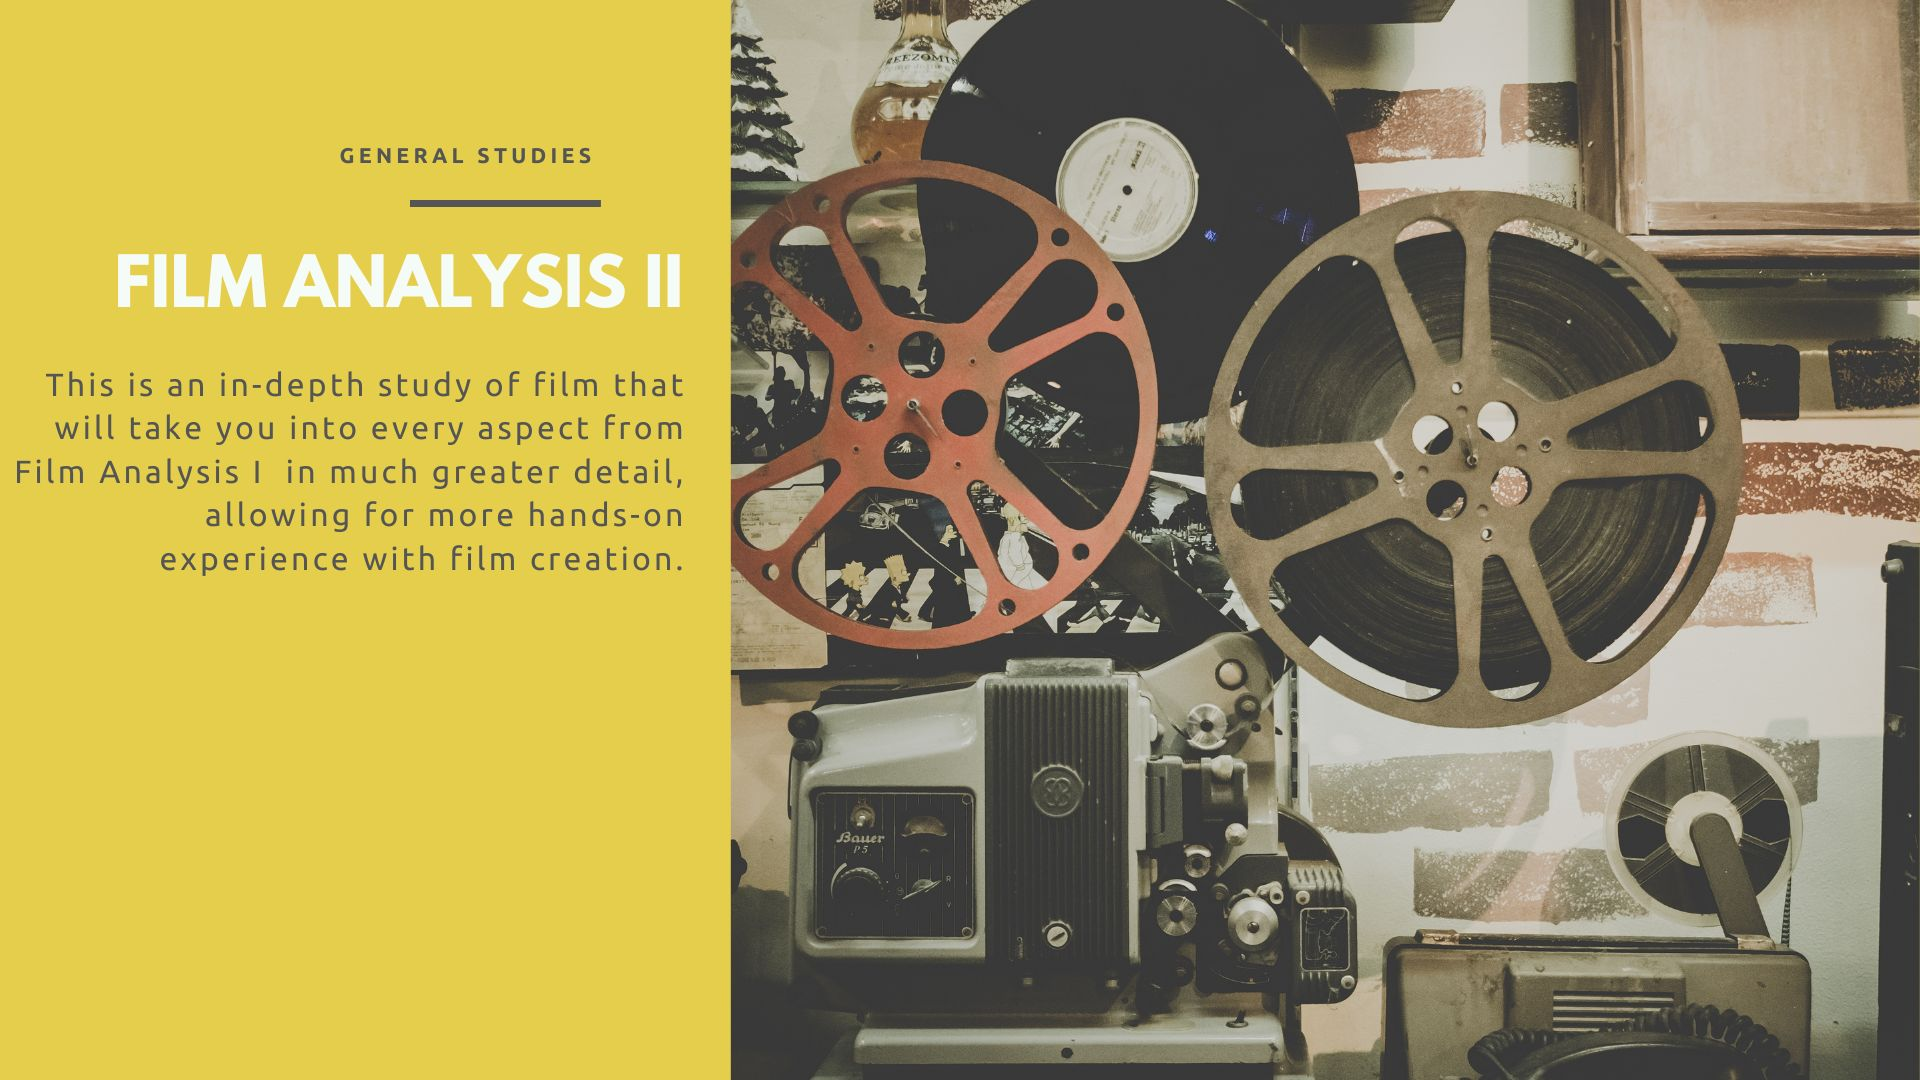 GENERAL STUDIES
FILM ANALYSIS II
This is an in-depth study of film that
will take you into every aspect from
Film Analysis I  in much greater detail,
allowing for more hands-on
experience with film creation.
Stereo
Bauer
P5